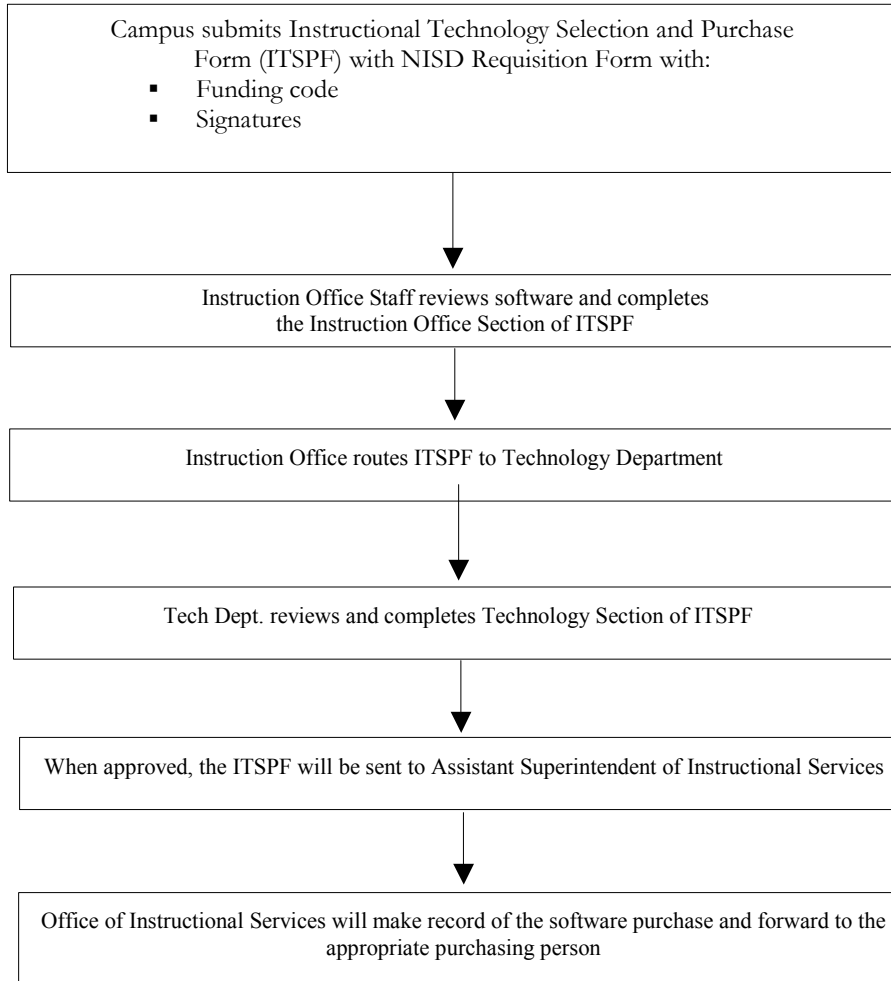 Campus submits Instructional Technology Selection and Purchase
Form (ITSPF) with NISD Requisition Form with:
▪ Funding code
▪ Signatures
Instruction Office Staff reviews software and completes
the Instruction Office Section of ITSPF
Instruction Office routes ITSPF to Technology Department
Tech Dept. reviews and completes Technology Section of ITSPF
When approved, the ITSPF will be sent to Assistant Superintendent of Instructional Services
Office of Instructional Services will make record of the software purchase and forward to the
appropriate purchasing person